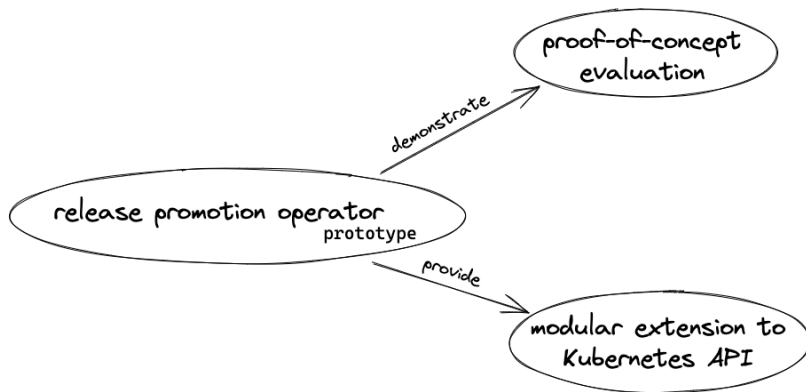 proof-of-concept
evaluation
demonstrate
release promotion operator
prototype
provide
modular extension to
Kubernetes API